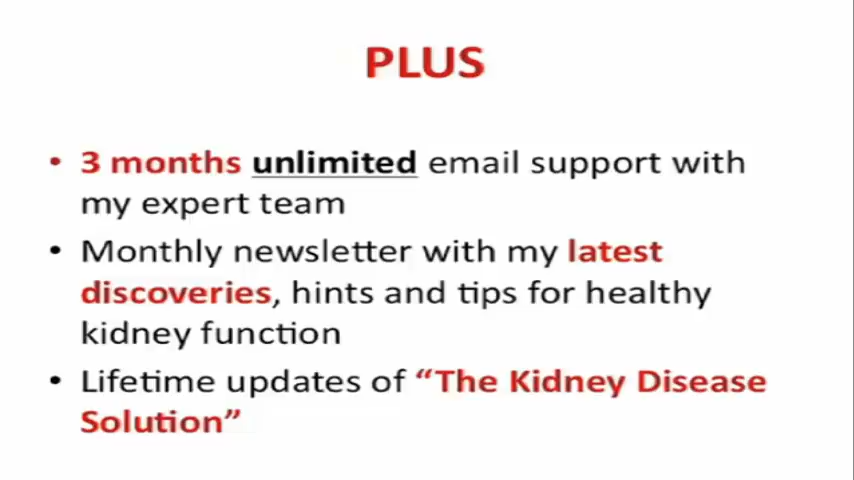 PLUS
• 3 months unlimited email support with
my expert team
• Monthly newsletter with my latest
discoveries, hints and tips for healthy
kidney function
• Lifetime updates of “The Kidney Disease
Solution”